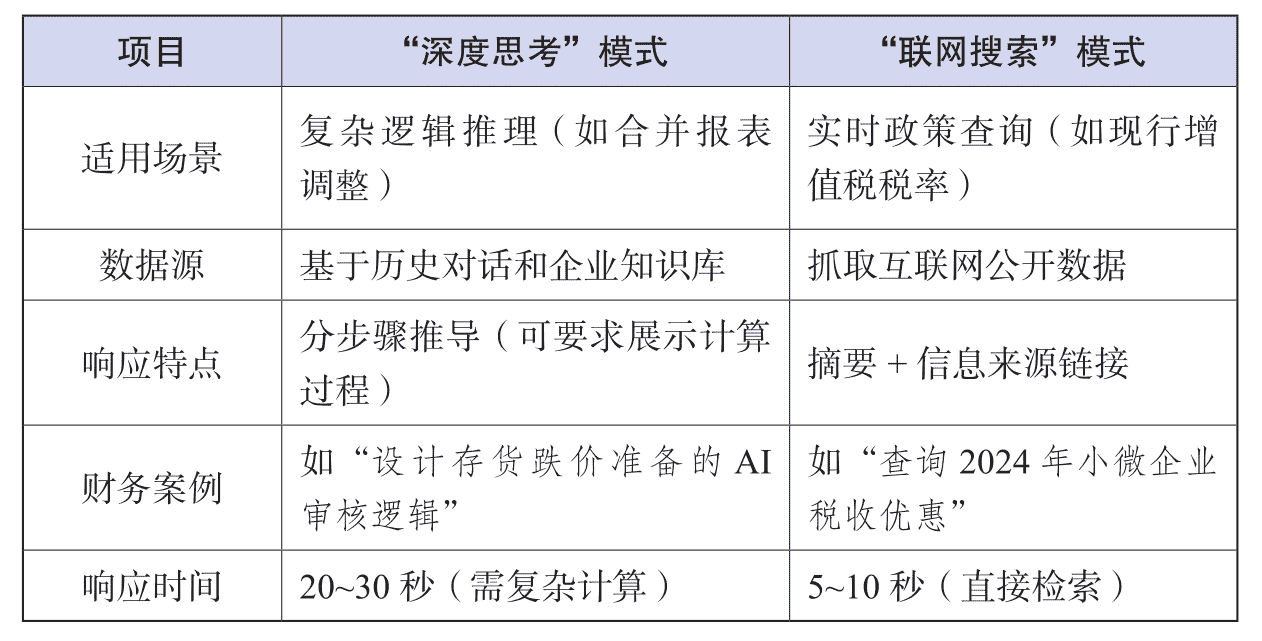 项目 “深度思考”模式 “联网搜索”模式
适用场景 复杂逻辑推理（如合并报表 实时政策查询（如现行增
调整） 值税税率）
数据源 基于历史对话和企业知识库 抓取互联网公开数据
响应特点 分步骤推导（可要求展示计算 摘要 + 信息来源链接
过程）
财务案例 如“设计存货跌价准备的 AI 如“查询 2024 年小微企业
审核逻辑” 税收优惠”
响应时间 20~30 秒（需复杂计算） 5~10 秒（直接检索）